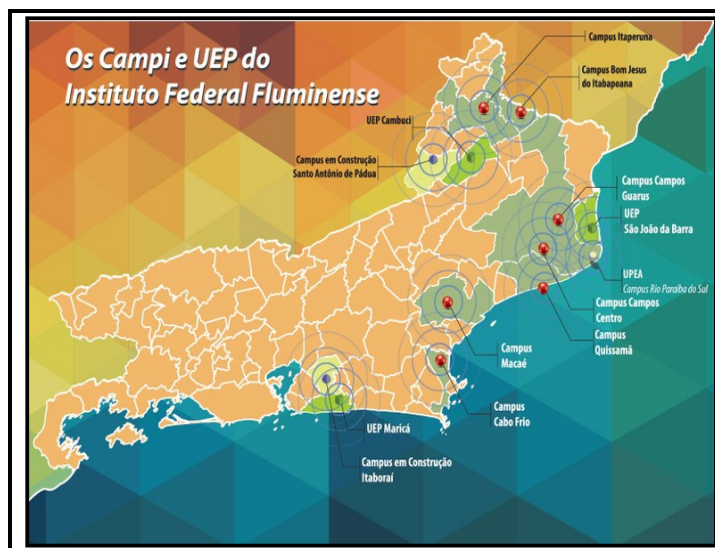 Os Campi e UEP do
Instituto Federal Fluminense
Campus Itaperuna
Campus Bom Jesus
do Itabapoana
UEP Cambuci
Campus em Construção
Santo Antônio de Pádua
Campus Campos
Guarus
UEP
São João da Barra
UPEA
Campus Rio Paraíba do Sul
Campus Campos
Centro
Campus
Quissamã
Campus
Macaé
Campus
Cabo Frio
UEP Maricá
Campus em Construção
Itaboraí